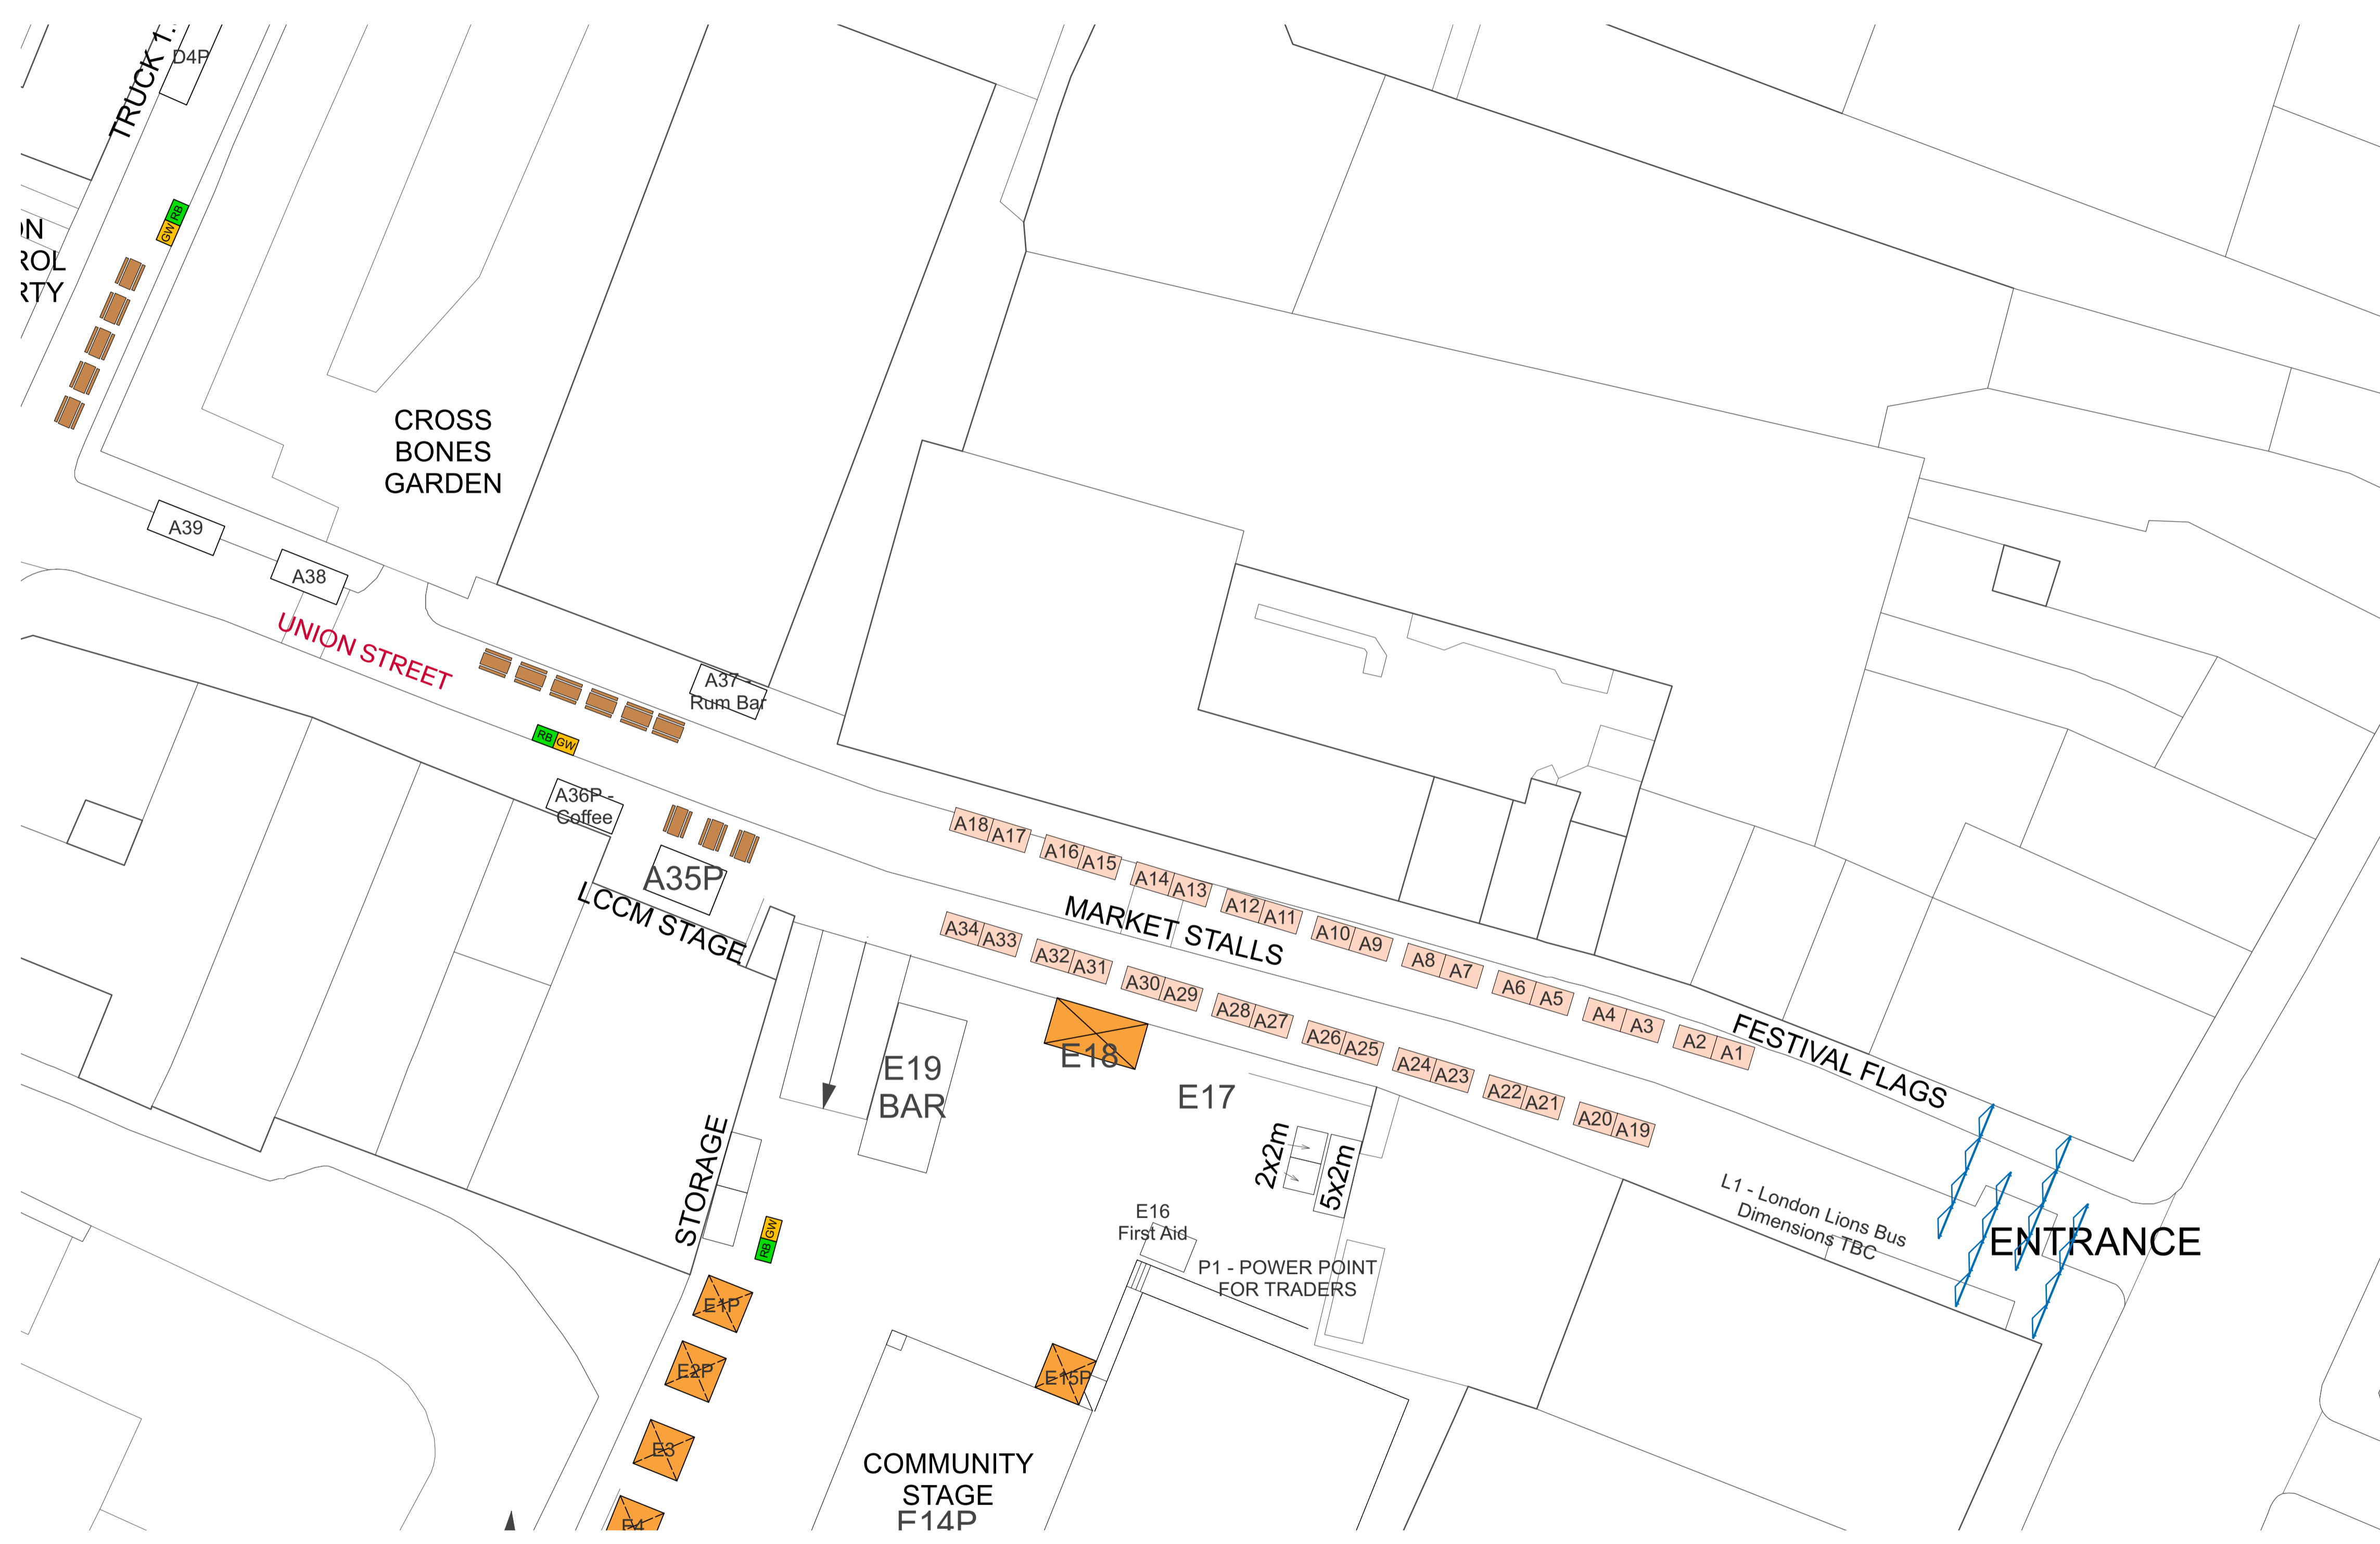 TRUCK 1.
D4P
RB
GW
ON
ROL
RTY
CROSS
BONES
GARDEN
A39
A38
UNION STREET
A37 -
Rum Bar
RB GW
A36P -
Coffee
A35P
LCCM STAGE
A18 A17
A16 A15
A14 A13
A12 A11
A10 A9
A8 A7
A6 A5
A4 A3
A2 A1
MARKET STALLS
FESTIVAL FLAGS
A34 A33
A32 A31
A30 A29
A28 A27
A26 A25
A24 A23
A22 A21
A20 A19
E19
BAR
E18
E17
2x2m
5x2m
STORAGE
GW
RB
E16
First Aid
P1 - POWER POINT
FOR TRADERS
L1 - London Lions Bus
Dimensions TBC
ENTRANCE
E1P
E2P
E3
E4
E15P
COMMUNITY
STAGE
E14P